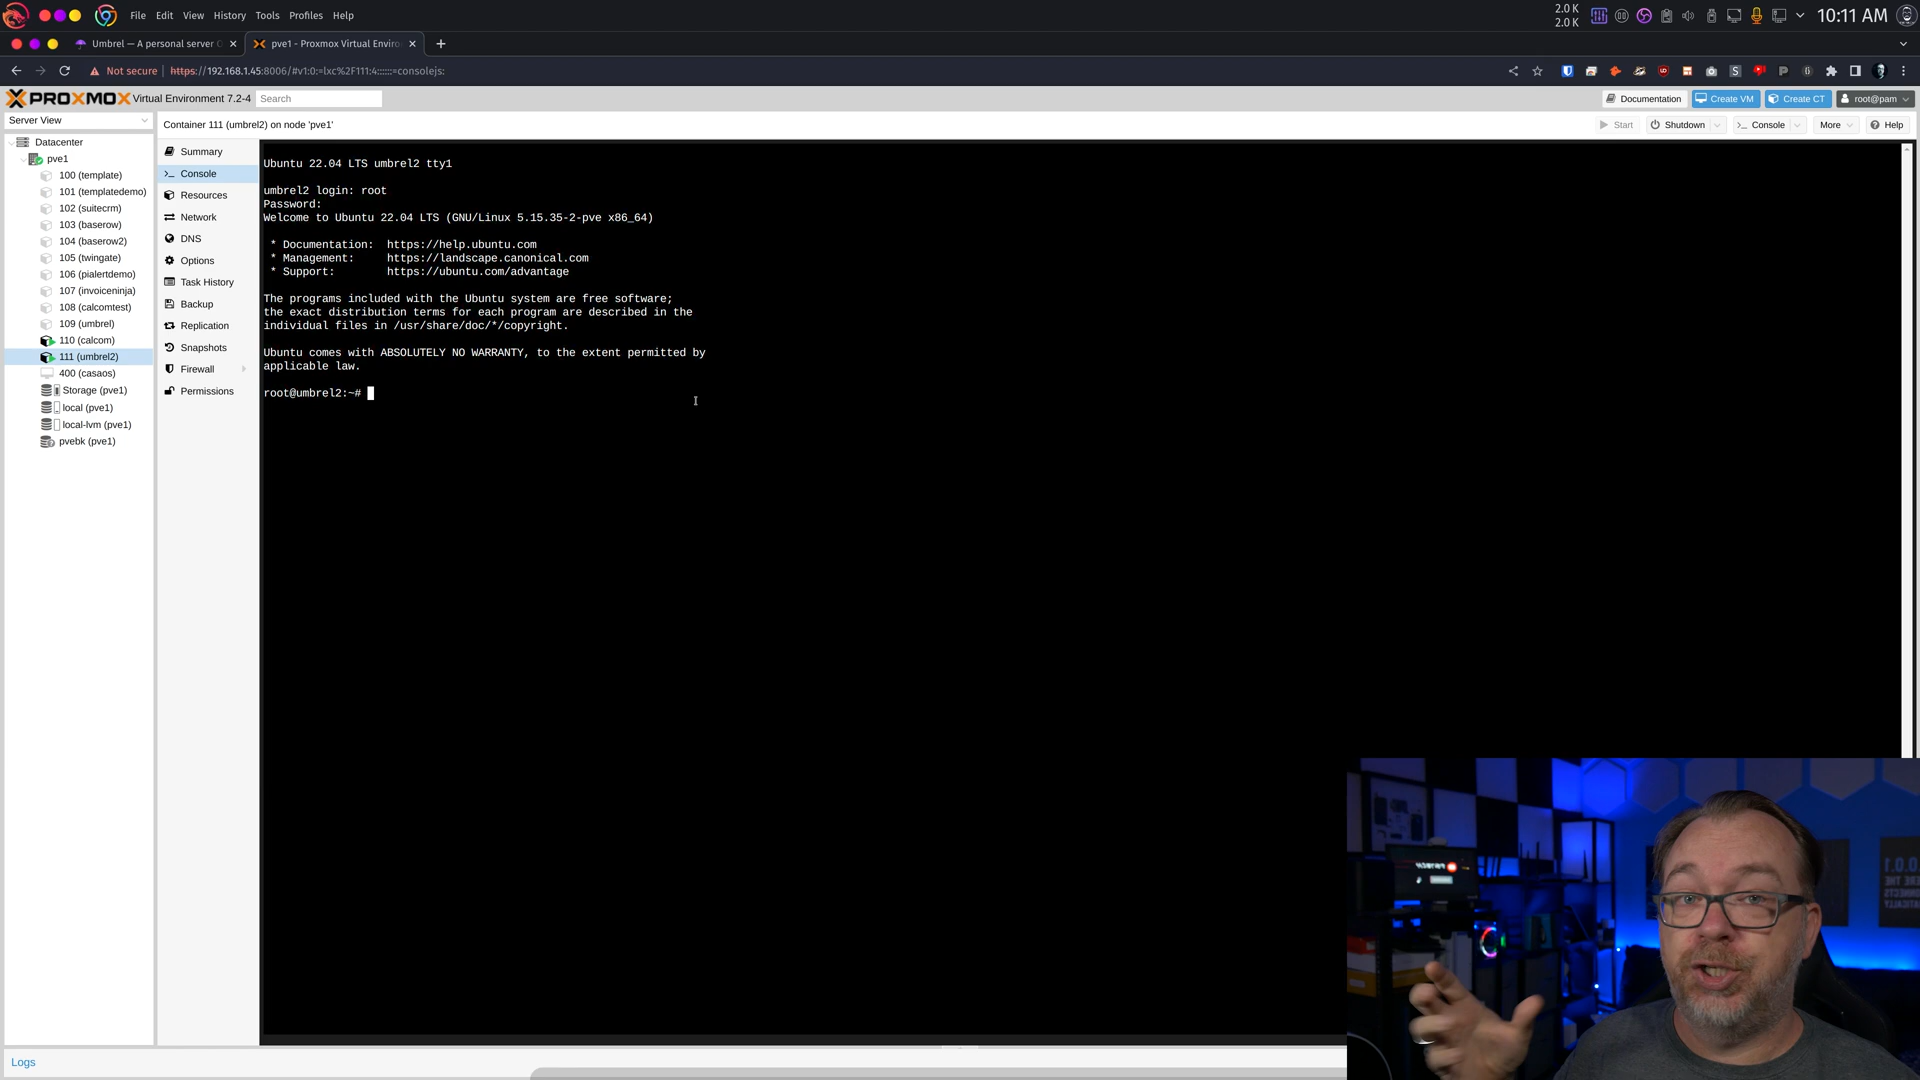 File Edit View History Tools Profiles Help
2.0 K
2.0 K
10:11 AM
Umbrel — A personal server O
pve1 - Proxmox Virtual Enviro
Not secure https://192.168.1.45:8006/#v1:0:=lxc%2F111:4::::::=consolejs:
PROXMOX Virtual Environment 7.2-4 Search
Documentation Create VM Create CT root@pam
Server View
Container 111 (umbrel2) on node 'pve1'
Start Shutdown Console More Help
Datacenter
pve1
100 (template)
101 (templatedemo)
102 (suitecrm)
103 (baserow)
104 (baserow2)
105 (twingate)
106 (pialertdemo)
107 (invoiceninja)
108 (calcomtest)
109 (umbrel)
110 (calcom)
111 (umbrel2)
400 (casaos)
Storage (pve1)
local (pve1)
local-lvm (pve1)
pvebk (pve1)
Summary
Console
Resources
Network
DNS
Options
Task History
Backup
Replication
Snapshots
Firewall
Permissions
Ubuntu 22.04 LTS umbrel2 tty1
umbrel2 login: root
Password:
Welcome to Ubuntu 22.04 LTS (GNU/Linux 5.15.35-2-pve x86_64)
* Documentation: https://help.ubuntu.com
* Management: https://landscape.canonical.com
* Support: https://ubuntu.com/advantage
The programs included with the Ubuntu system are free software;
the exact distribution terms for each program are described in the
individual files in /usr/share/doc/*/copyright.
Ubuntu comes with ABSOLUTELY NO WARRANTY, to the extent permitted by
applicable law.
root@umbrel2:~#
Logs